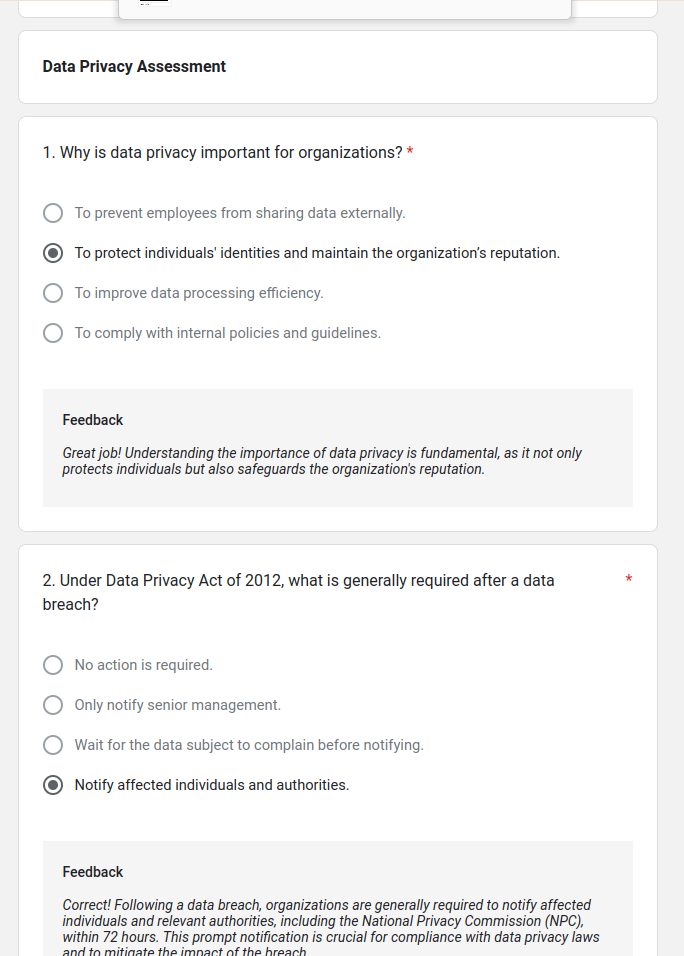 Data Privacy Assessment
1. Why is data privacy important for organizations? *
To prevent employees from sharing data externally.
To protect individuals' identities and maintain the organization’s reputation.
To improve data processing efficiency.
To comply with internal policies and guidelines.
Feedback
Great job! Understanding the importance of data privacy is fundamental, as it not only
protects individuals but also safeguards the organization's reputation.
2. Under Data Privacy Act of 2012, what is generally required after a data *
breach?
No action is required.
Only notify senior management.
Wait for the data subject to complain before notifying.
Notify affected individuals and authorities.
Feedback
Correct! Following a data breach, organizations are generally required to notify affected
individuals and relevant authorities, including the National Privacy Commission (NPC),
within 72 hours. This prompt notification is crucial for compliance with data privacy laws
and to mitigate the impact of the breach.